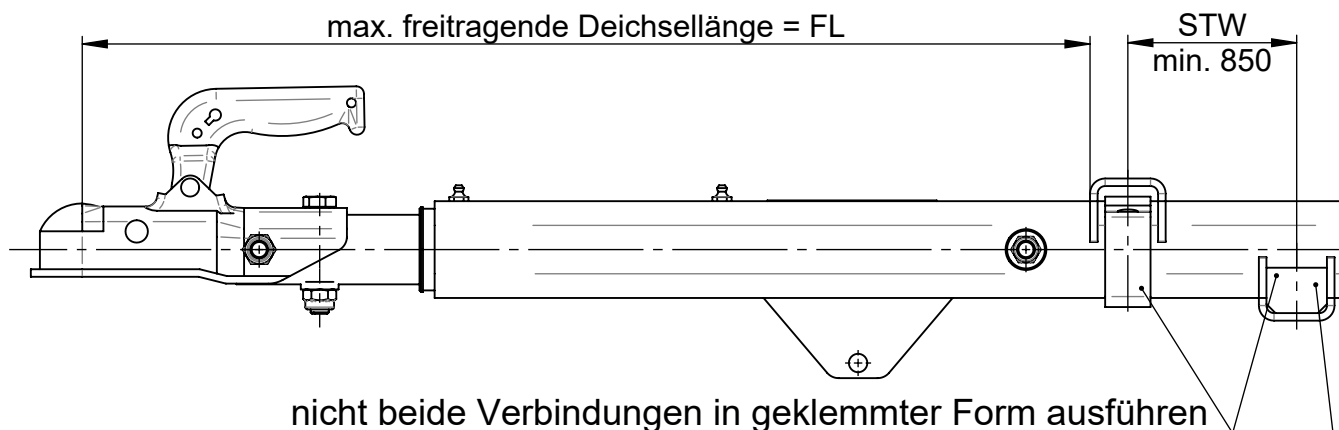 max. freitragende Deichsellänge = FL
STW
min. 850
nicht beide Verbindungen in geklemmter Form ausführen